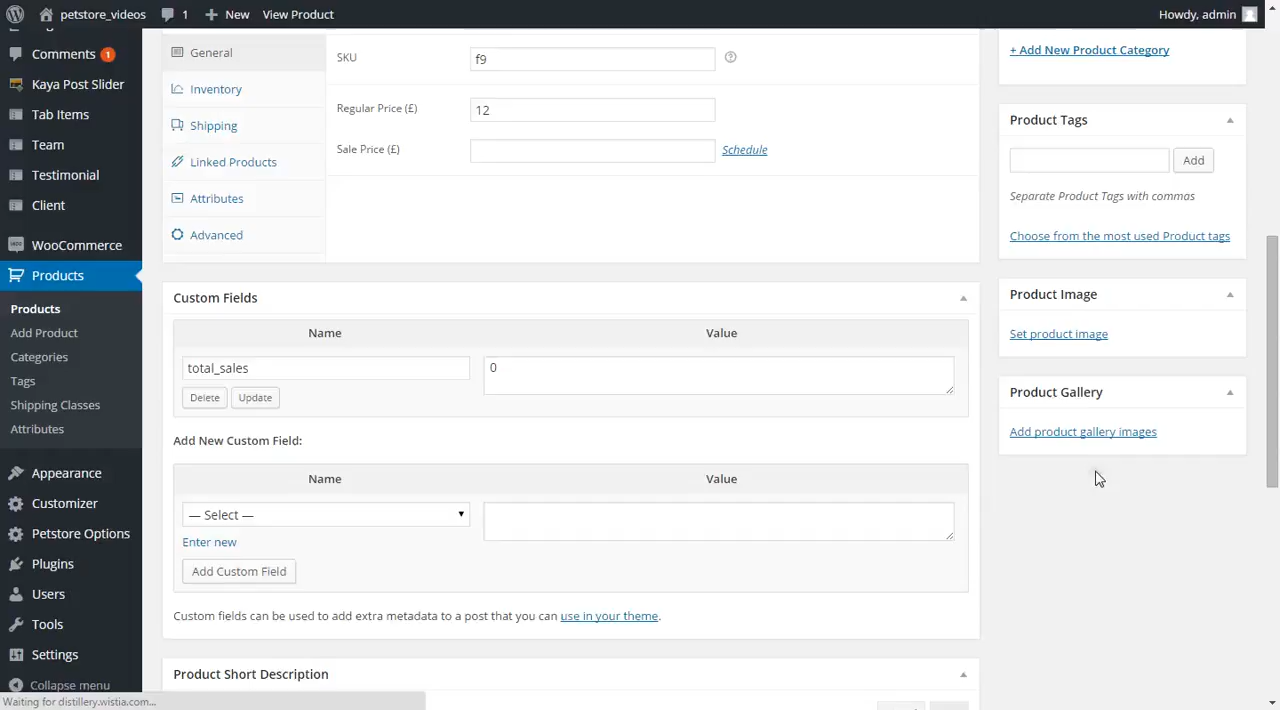 petstore_videos 1 New View Product Howdy, admin
Comments 1
Kaya Post Slider
Tab Items
Team
Testimonial
Client
WooCommerce
Products
Products
Add Product
Categories
Tags
Shipping Classes
Attributes
Appearance
Customizer
Petstore Options
Plugins
Users
Tools
Settings
Collapse menu
General
Inventory
Shipping
Linked Products
Attributes
Advanced
SKU f9
Regular Price (£) 12
Sale Price (£) Schedule
Custom Fields
Name Value
total_sales 0
Delete Update
Add New Custom Field:
Name Value
— Select —
Enter new
Add Custom Field
Custom fields can be used to add extra metadata to a post that you can use in your theme.
Product Short Description
+ Add New Product Category
Product Tags
Add
Separate Product Tags with commas
Choose from the most used Product tags
Product Image
Set product image
Product Gallery
Add product gallery images
Waiting for distillery.wistia.com...